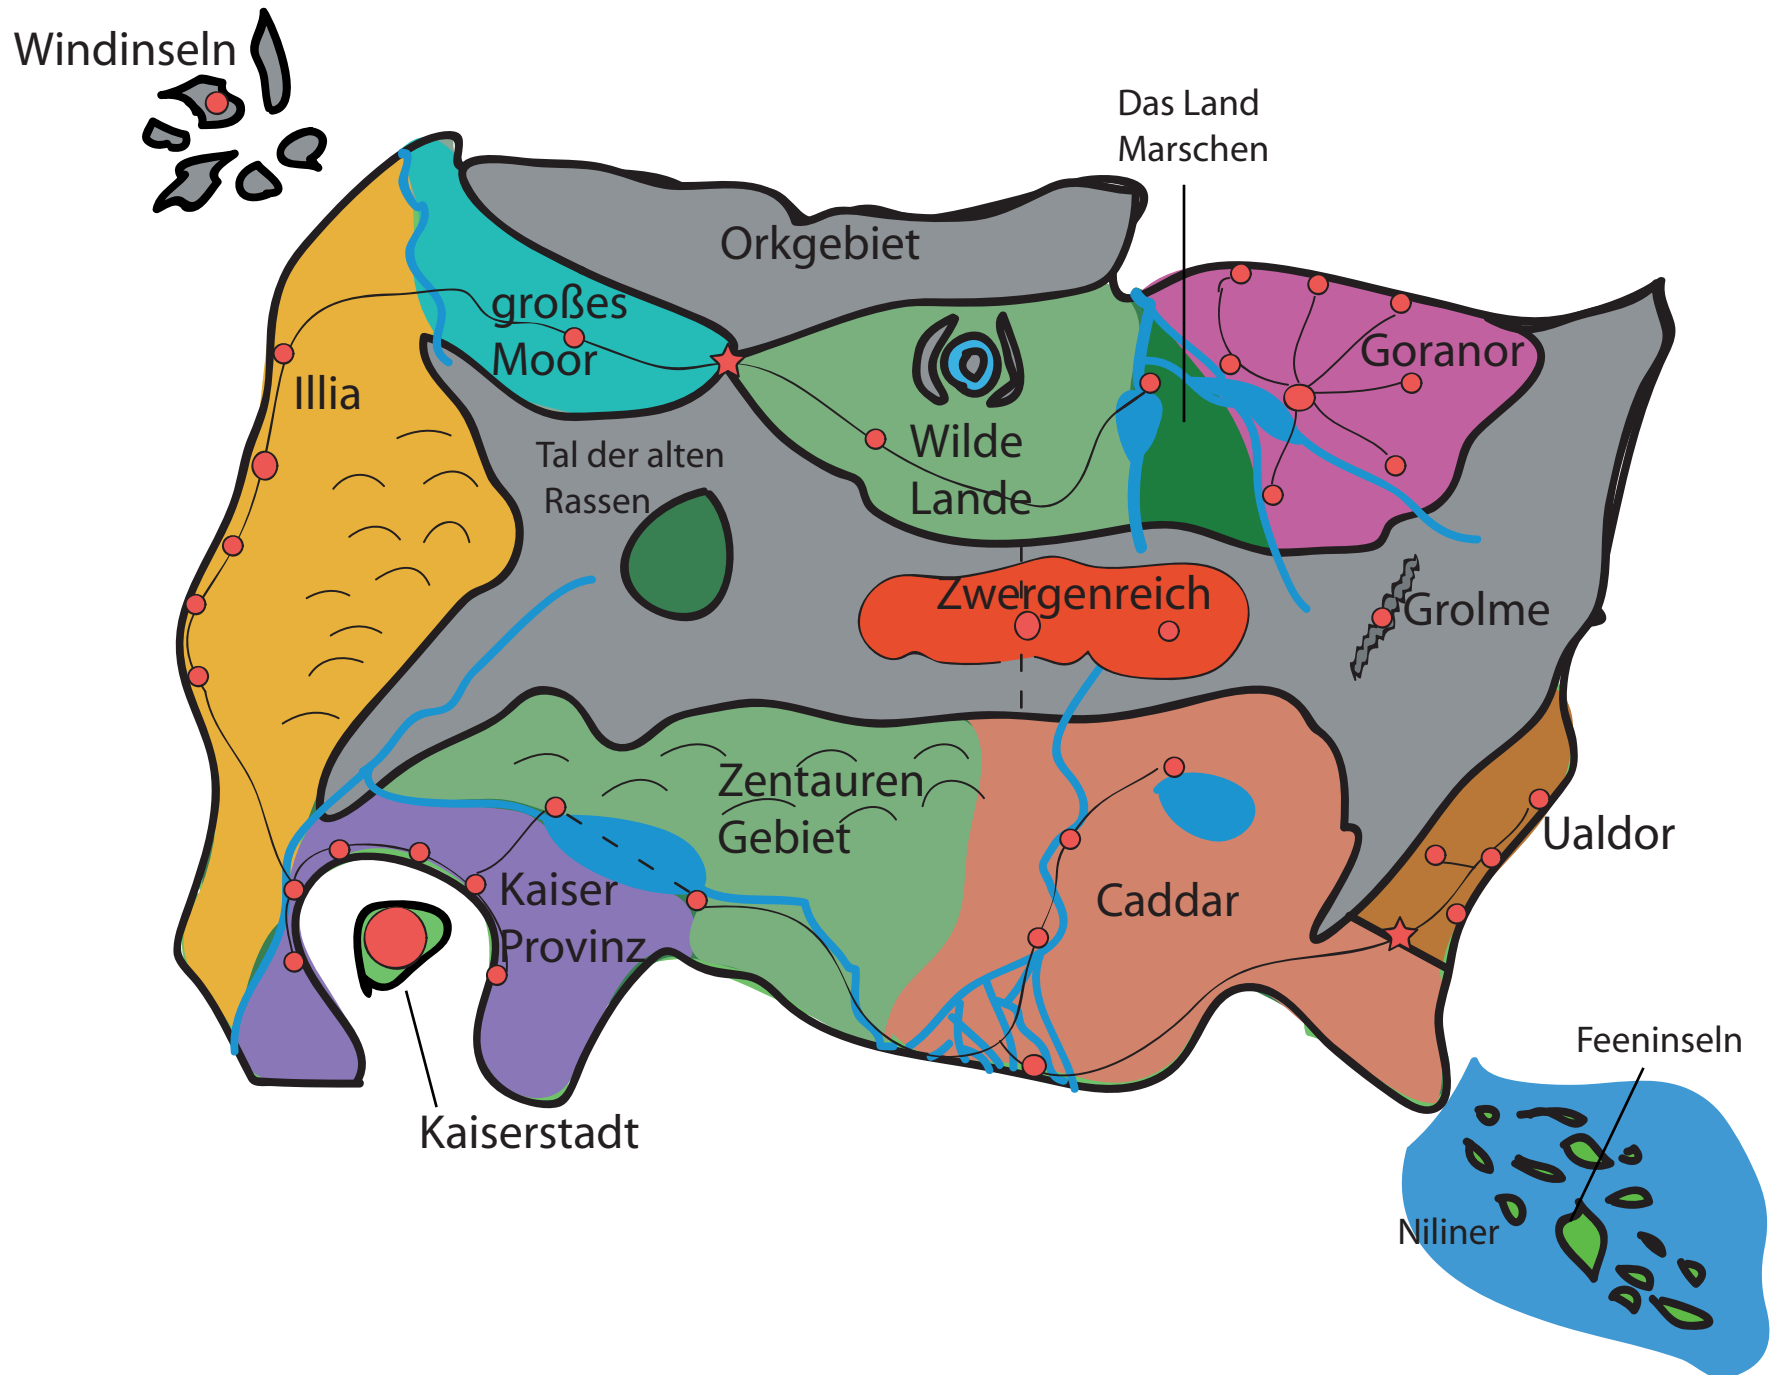 Windinseln
Das Land
Marschen
Orkgebiet
großes
Moor
Goranor
Illia
Wilde
Lande
Tal der alten
Rassen
Zwergenreich
Grolme
Zentauren
Gebiet
Ualdor
Kaiser
Provinz
Caddar
Feeninseln
Kaiserstadt
Niliner